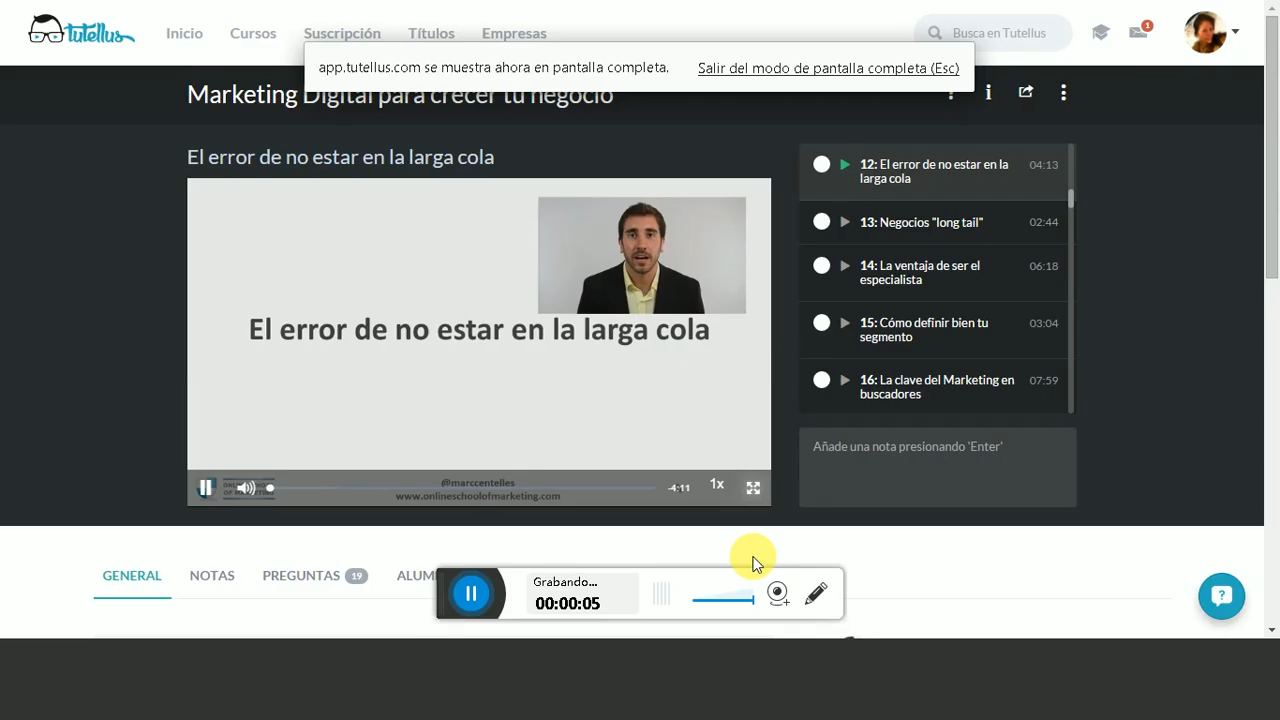 tutellus
Inicio
Cursos
Suscripción
Títulos
Empresas
Busca en Tutellus
1
app.tutellus.com se muestra ahora en pantalla completa.
Salir del modo de pantalla completa (Esc)
Marketing Digital para crecer tu negocio
El error de no estar en la larga cola
El error de no estar en la larga cola
@marccentelles
www.onlineschoolofmarketing.com
-4:11
1x
12: El error de no estar en la
larga cola
04:13
13: Negocios "long tail"
02:44
14: La ventaja de ser el
especialista
06:18
15: Cómo definir bien tu
segmento
03:04
16: La clave del Marketing en
buscadores
07:59
Añade una nota presionando 'Enter'
GENERAL
NOTAS
PREGUNTAS 19
Grabando...
00:00:05